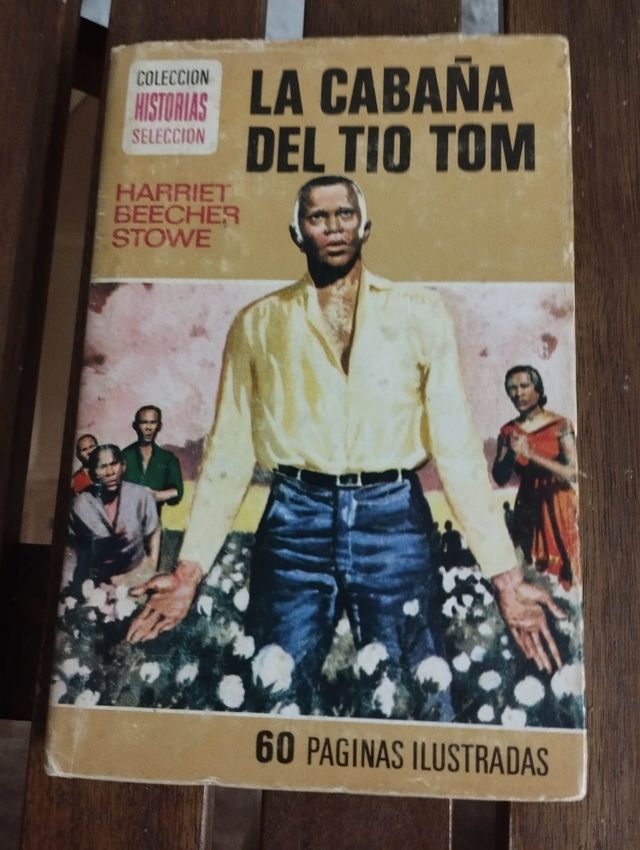 COLECCION
HISTORIAS
SELECCION
LA CABAÑA
DEL TIO TOM
HARRIET
BEECHER
STOWE
60 PAGINAS ILUSTRADAS